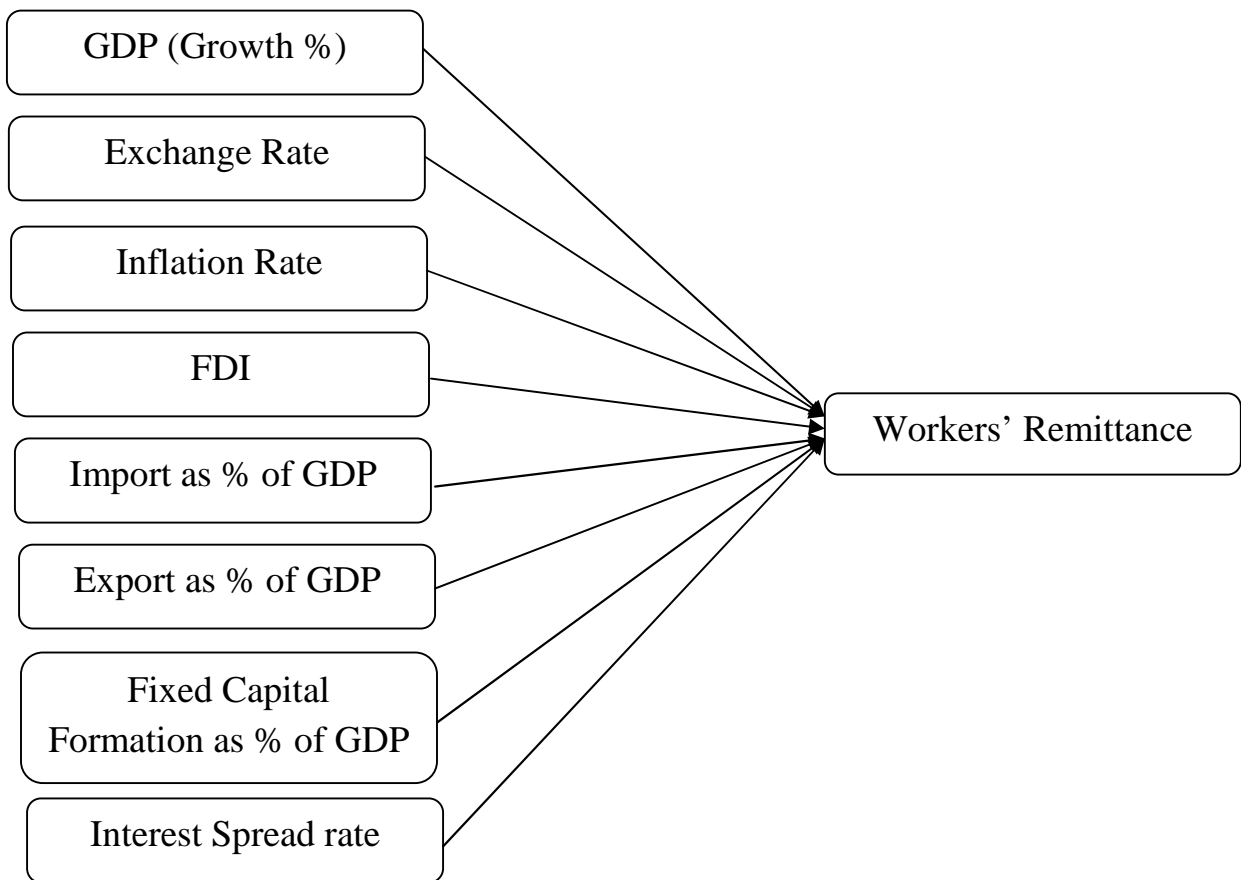 GDP (Growth %)
Exchange Rate
Inflation Rate
FDI
Import as % of GDP
Export as % of GDP
Fixed Capital
Formation as % of GDP
Interest Spread rate
Workers’ Remittance